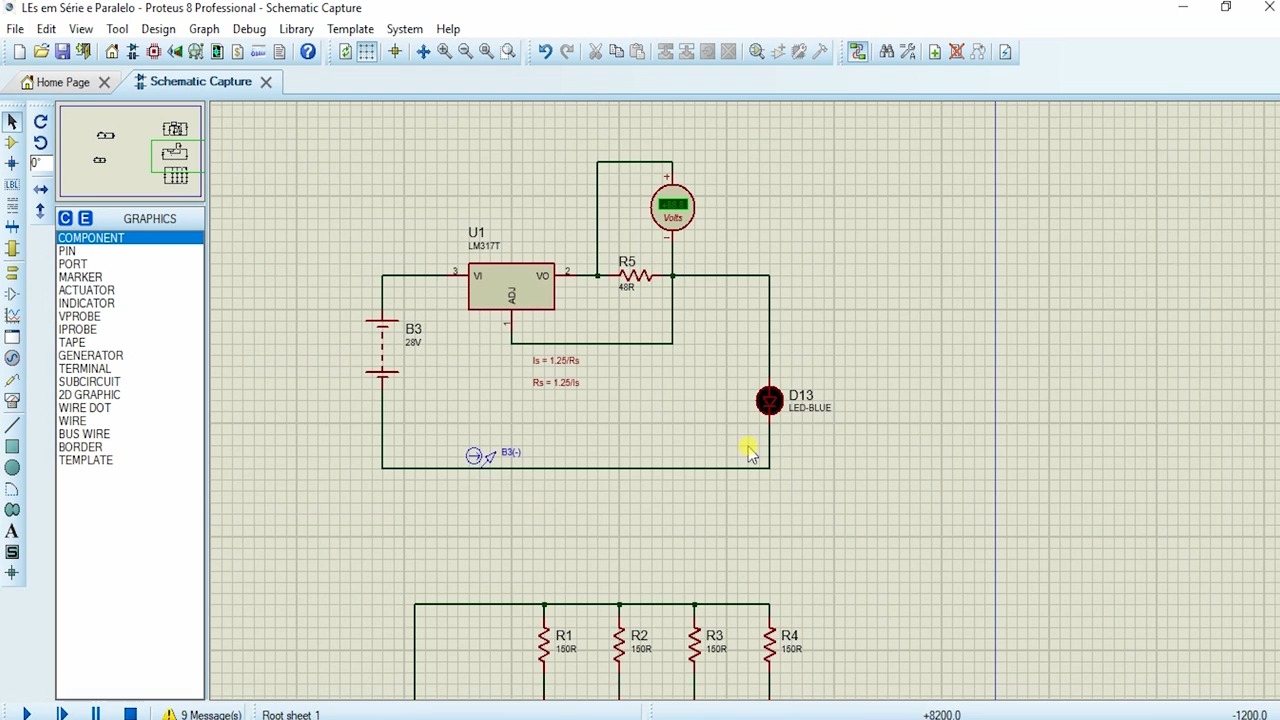 LEs em Série e Paralelo - Proteus 8 Professional - Schematic Capture
File Edit View Tool Design Graph Debug Library Template System Help
Home Page
Schematic Capture
0°
LBL
C E GRAPHICS
COMPONENT
PIN
PORT
MARKER
ACTUATOR
INDICATOR
VPROBE
IPROBE
TAPE
GENERATOR
TERMINAL
SUBCIRCUIT
2D GRAPHIC
WIRE DOT
WIRE
BUS WIRE
BORDER
TEMPLATE
A
S
+
Volts
−
U1
LM317T
3 VI VO 2
ADJ
1
R5
48R
B3
28V
Is = 1.25/Rs
Rs = 1.25/Is
D13
LED-BLUE
B3(-)
R1
150R
R2
150R
R3
150R
R4
150R
9 Message(s)
Root sheet 1
+8200.0
-1200.0